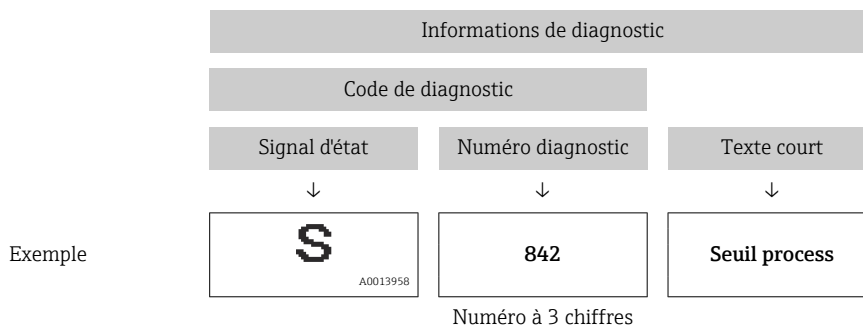 Informations de diagnostic
Code de diagnostic
Signal d'état Numéro diagnostic Texte court
↓ ↓ ↓
Exemple S 842 Seuil process
A0013958
Numéro à 3 chiffres